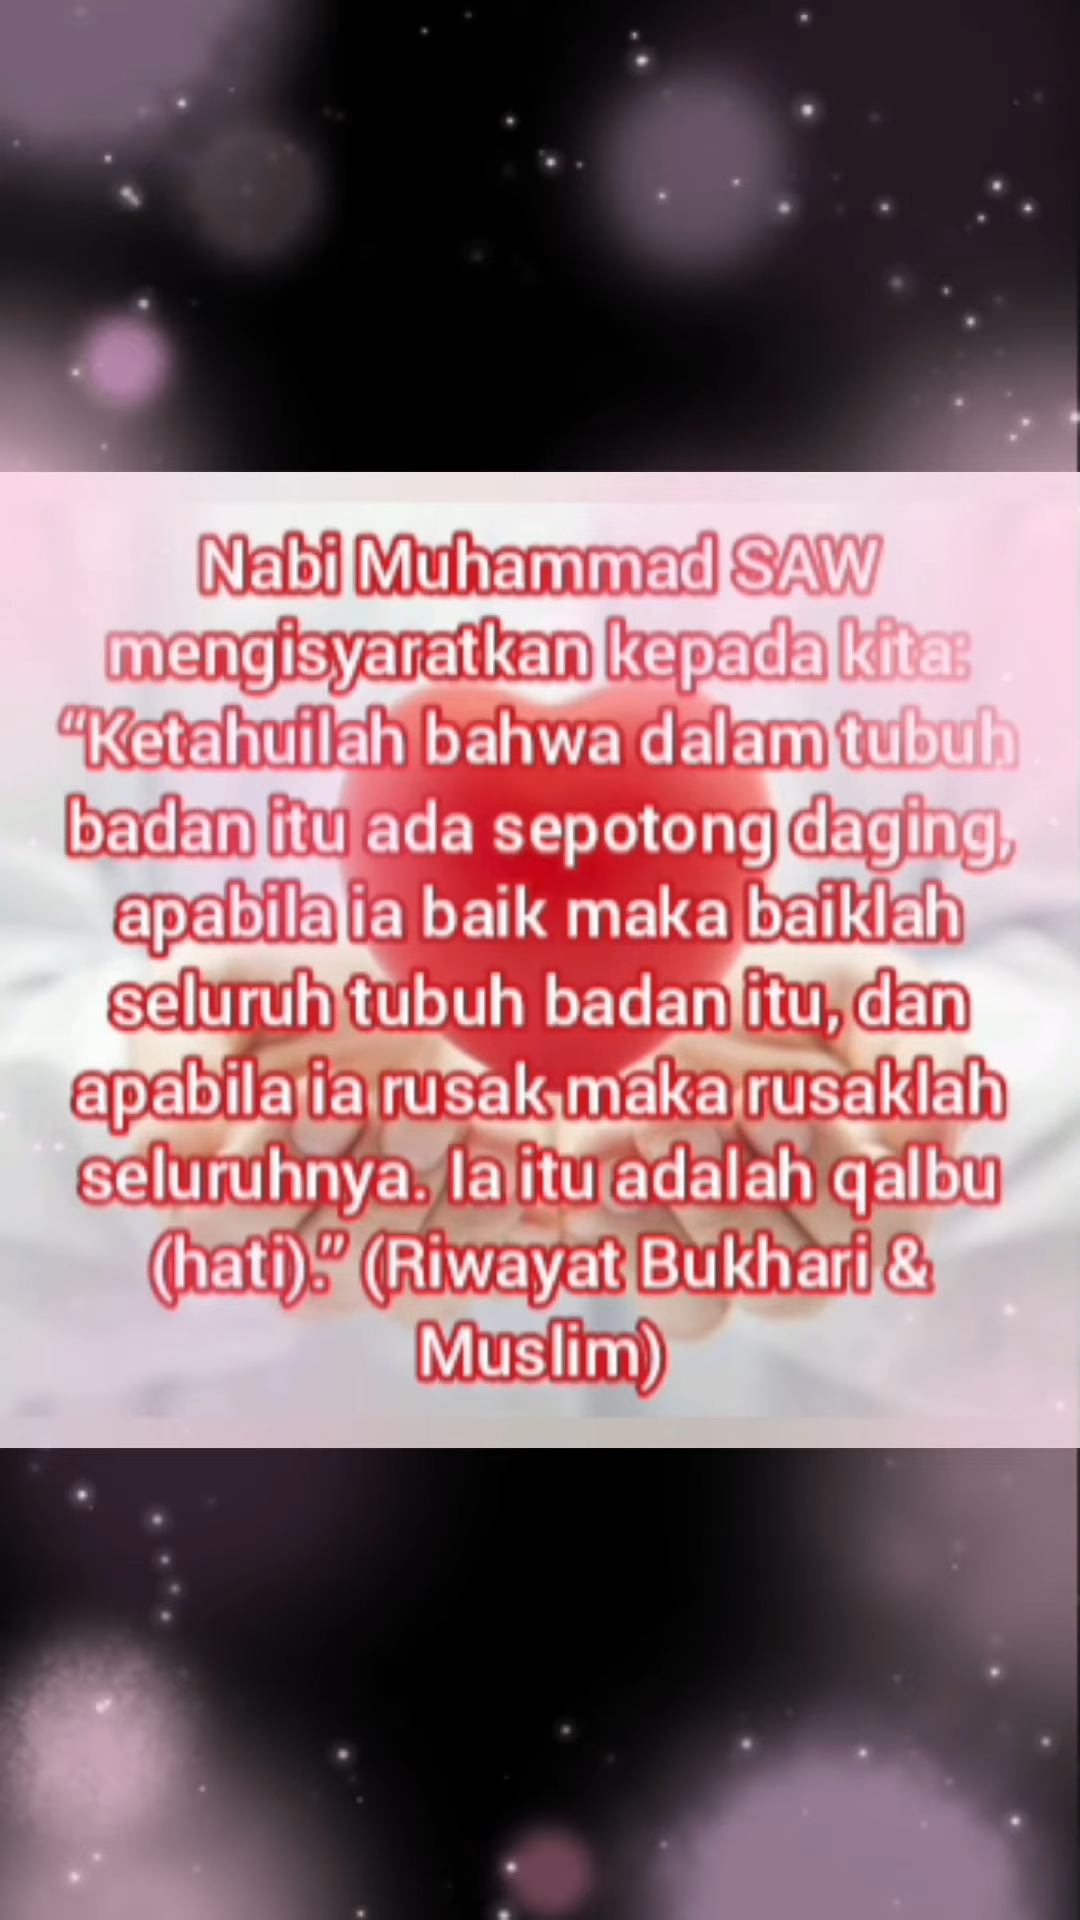 Nabi Muhammad SAW
mengisyaratkan kepada kita:
“Ketahuilah bahwa dalam tubuh
badan itu ada sepotong daging,
apabila ia baik maka baiklah
seluruh tubuh badan itu, dan
apabila ia rusak maka rusaklah
seluruhnya. Ia itu adalah qalbu
(hati).” (Riwayat Bukhari &
Muslim)